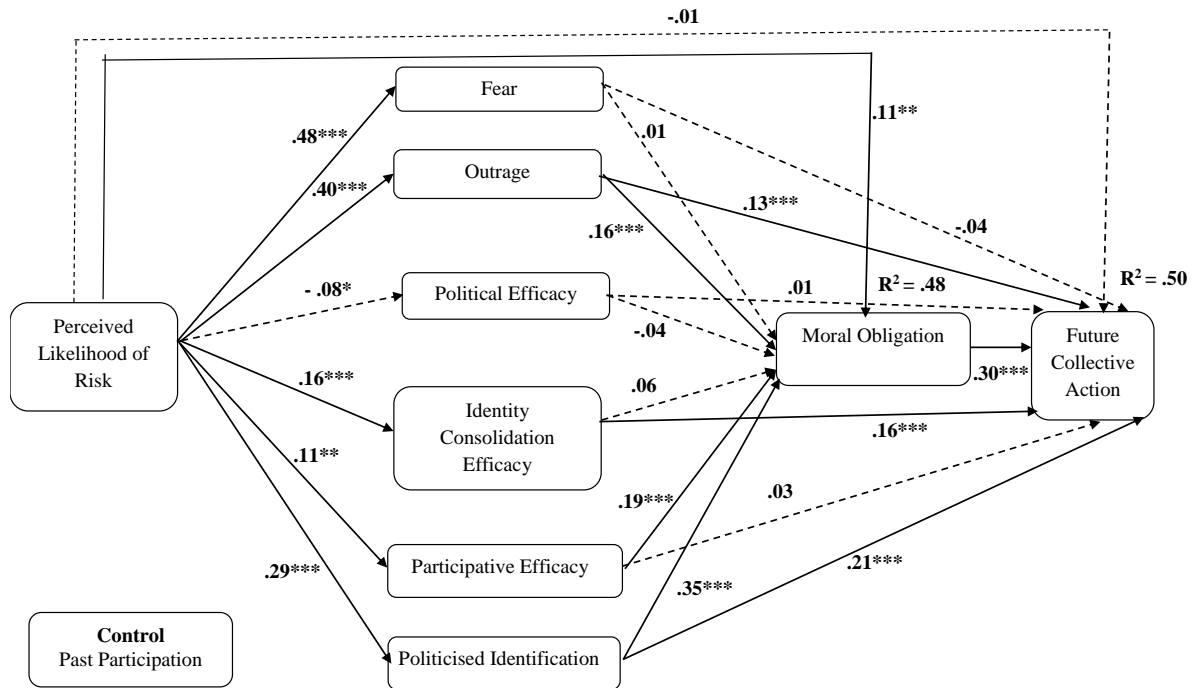 -.01
Fear
.48***
.01
.11**
Outrage
.40***
.13***
.16***
-.04
R² = .50
- .08*
Political Efficacy
.01
R² = .48
-.04
Perceived
Likelihood of
Risk
Moral Obligation
Future
Collective
Action
.16***
.06
.30***
Identity
Consolidation
Efficacy
.16***
.11**
.19***
.03
Participative Efficacy
.29***
.35***
.21***
Control
Past Participation
Politicised Identification